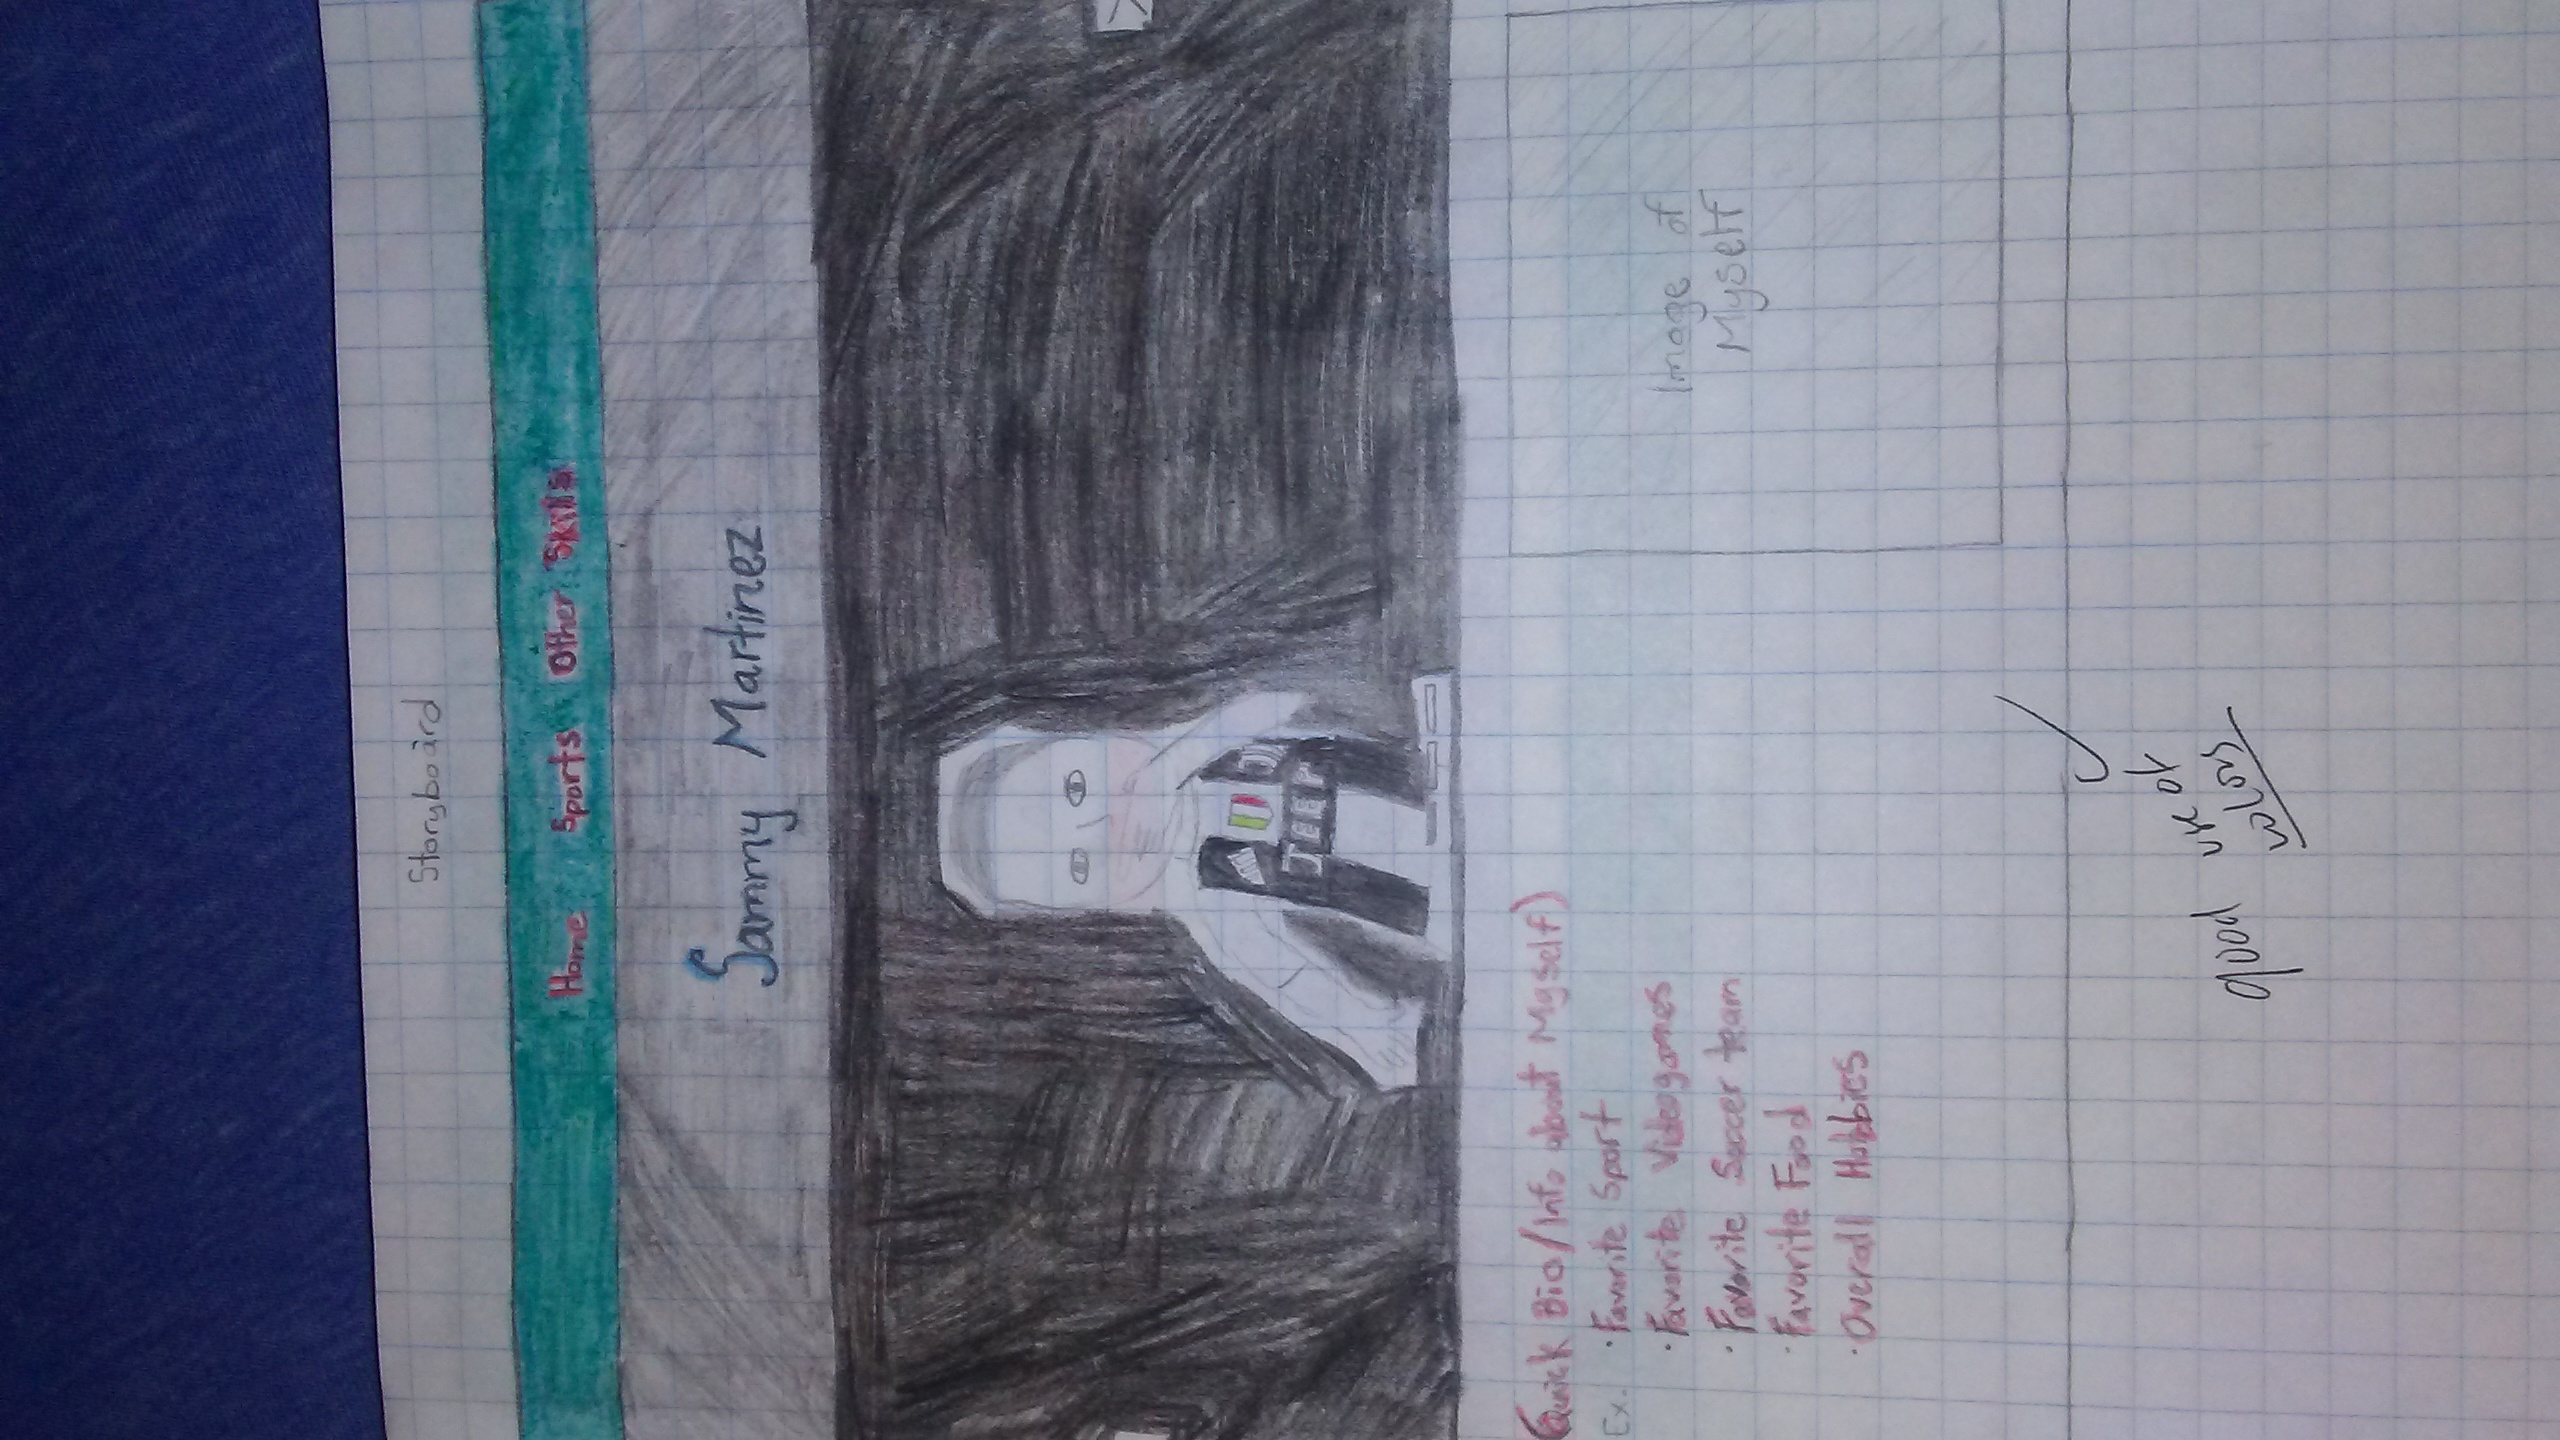 Storyboard
Home Sports Other Skills
Sammy Martinez
JEEP
(Quick Bio/Info about Myself)
Ex. · Favorite Sport
· Favorite Videogames
· Favorite Soccer team
· Favorite Food
· Overall Hobbies
Image of
Myself
good use of
colors